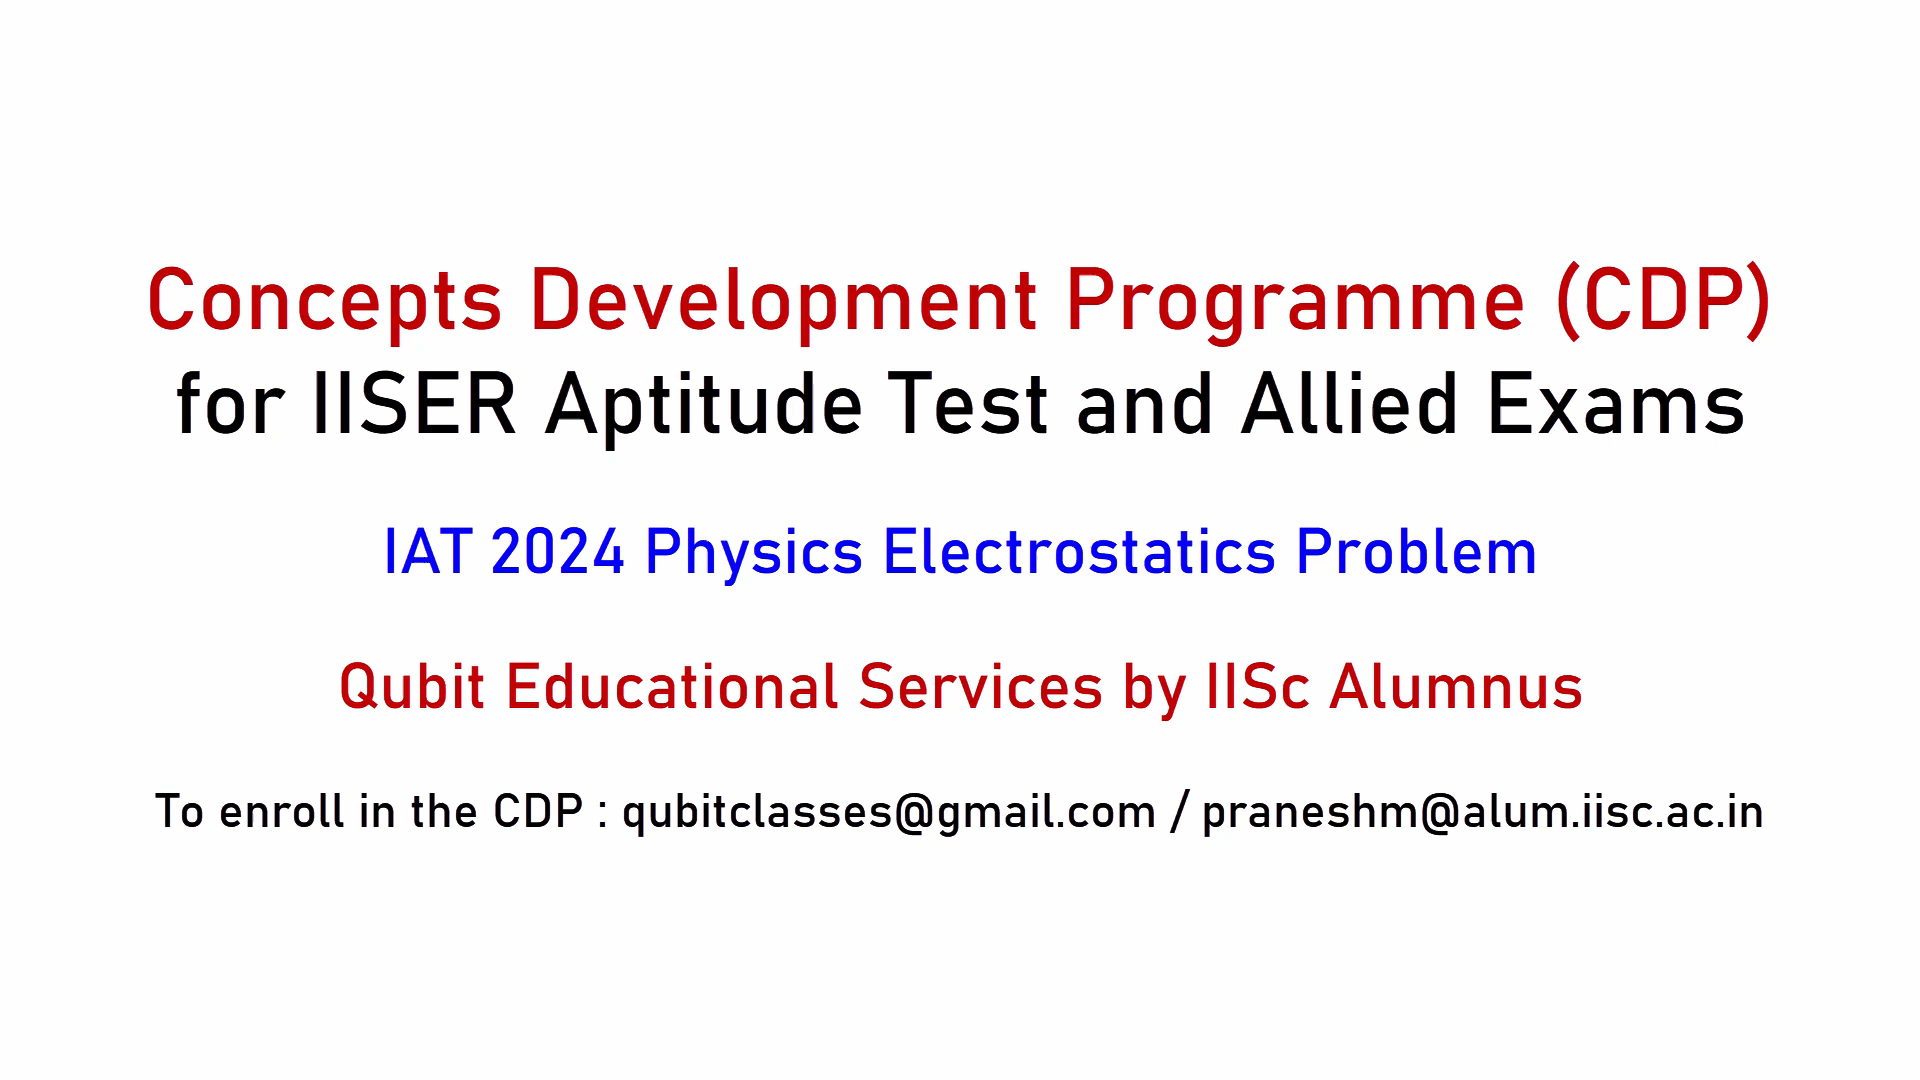 Concepts Development Programme (CDP)
for IISER Aptitude Test and Allied Exams
IAT 2024 Physics Electrostatics Problem
Qubit Educational Services by IISc Alumnus
To enroll in the CDP : qubitclasses@gmail.com / praneshm@alum.iisc.ac.in